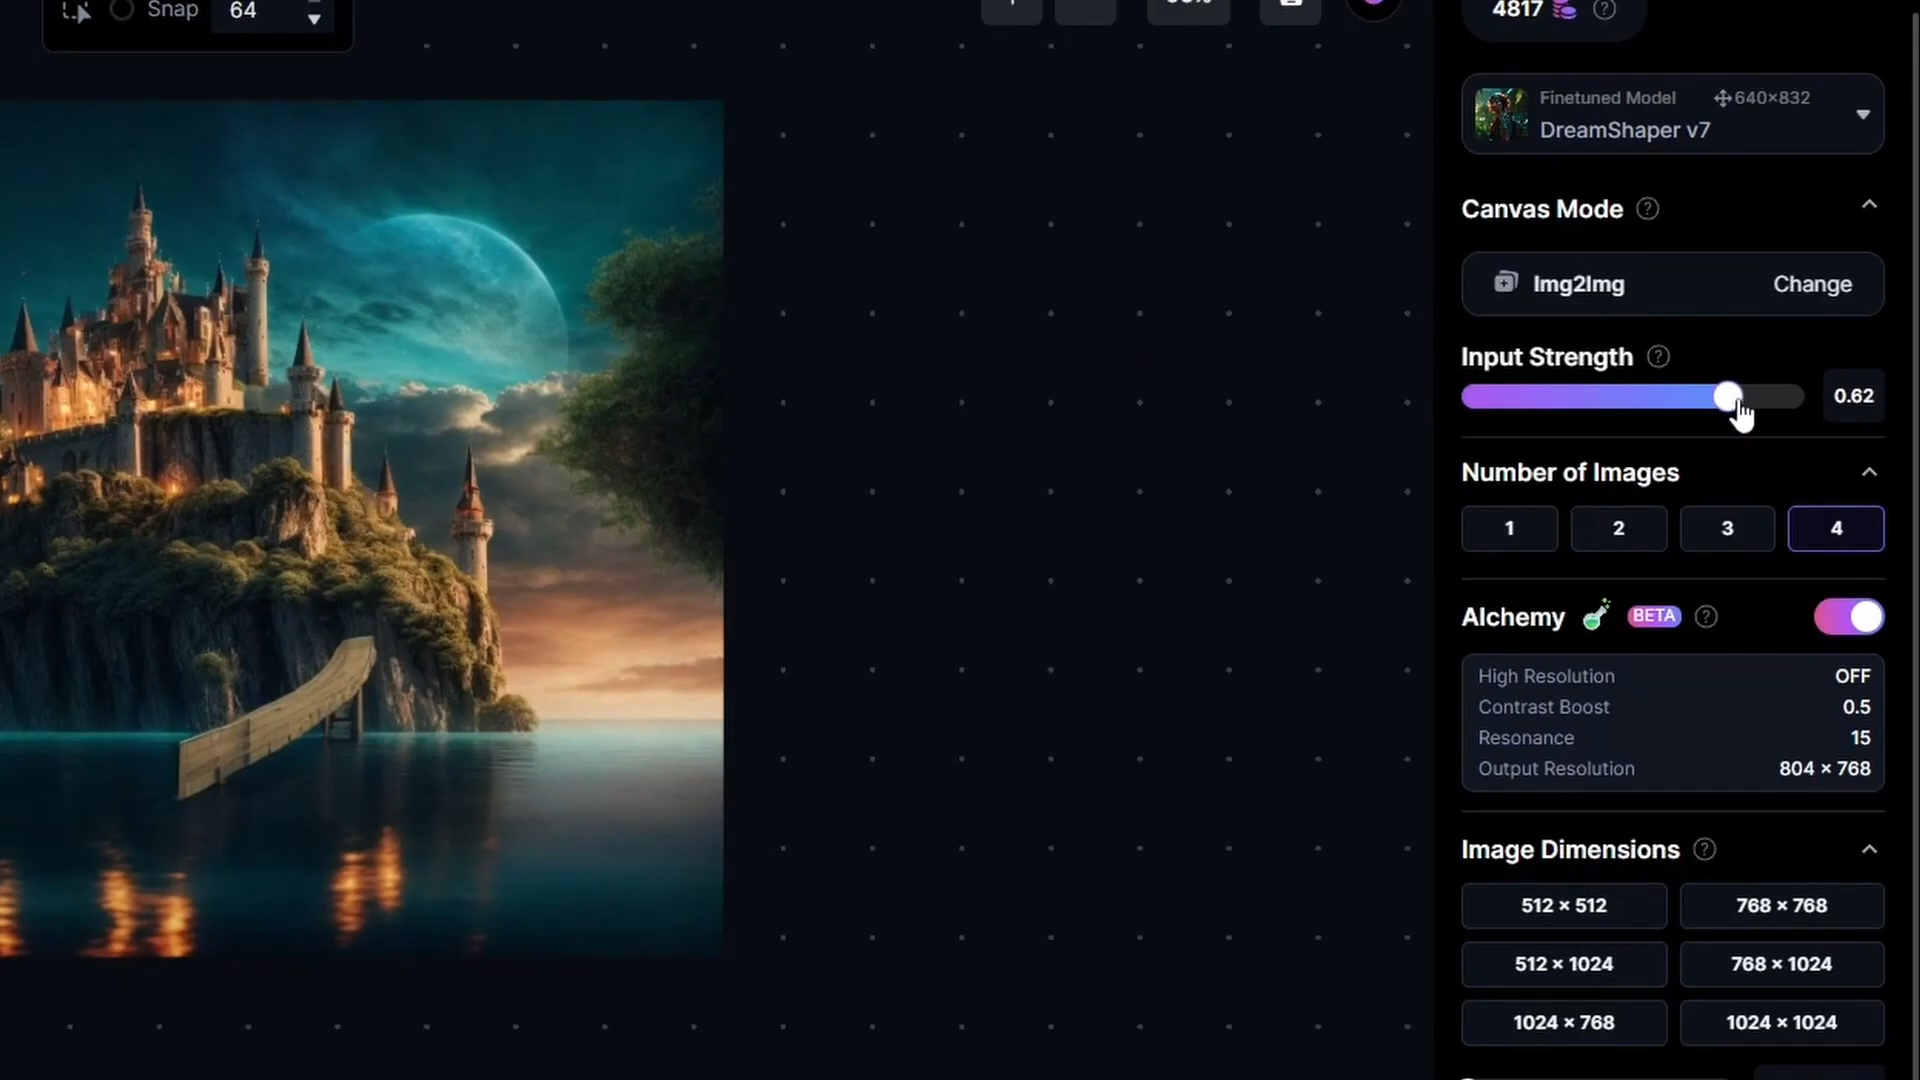 Snap 64
4817
Finetuned Model 640×832
DreamShaper v7
Canvas Mode
Img2Img Change
Input Strength
0.62
Number of Images
1 2 3 4
Alchemy BETA
High Resolution OFF
Contrast Boost 0.5
Resonance 15
Output Resolution 804 × 768
Image Dimensions
512 × 512 768 × 768
512 × 1024 768 × 1024
1024 × 768 1024 × 1024